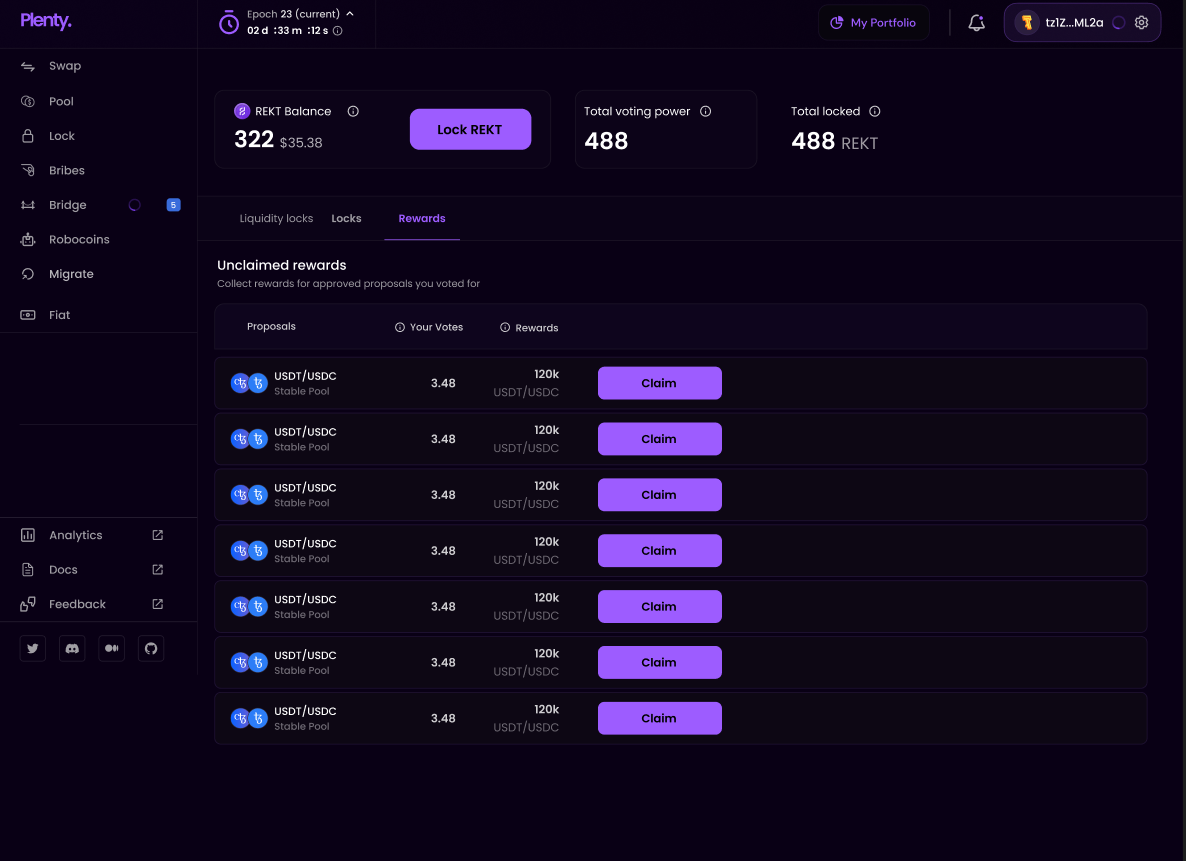 Plenty.
Epoch 23 (current)
02 d :33 m :12 s
My Portfolio
tz1Z...ML2a
Swap
Pool
Lock
Bribes
Bridge 5
Robocoins
Migrate
Fiat
Analytics
Docs
Feedback
REKT Balance
322 $35.38
Lock REKT
Total voting power
488
Total locked
488 REKT
Liquidity locks Locks Rewards
Unclaimed rewards
Collect rewards for approved proposals you voted for
Proposals Your Votes Rewards
USDT/USDC
Stable Pool
3.48
120k
USDT/USDC
Claim
USDT/USDC
Stable Pool
3.48
120k
USDT/USDC
Claim
USDT/USDC
Stable Pool
3.48
120k
USDT/USDC
Claim
USDT/USDC
Stable Pool
3.48
120k
USDT/USDC
Claim
USDT/USDC
Stable Pool
3.48
120k
USDT/USDC
Claim
USDT/USDC
Stable Pool
3.48
120k
USDT/USDC
Claim
USDT/USDC
Stable Pool
3.48
120k
USDT/USDC
Claim